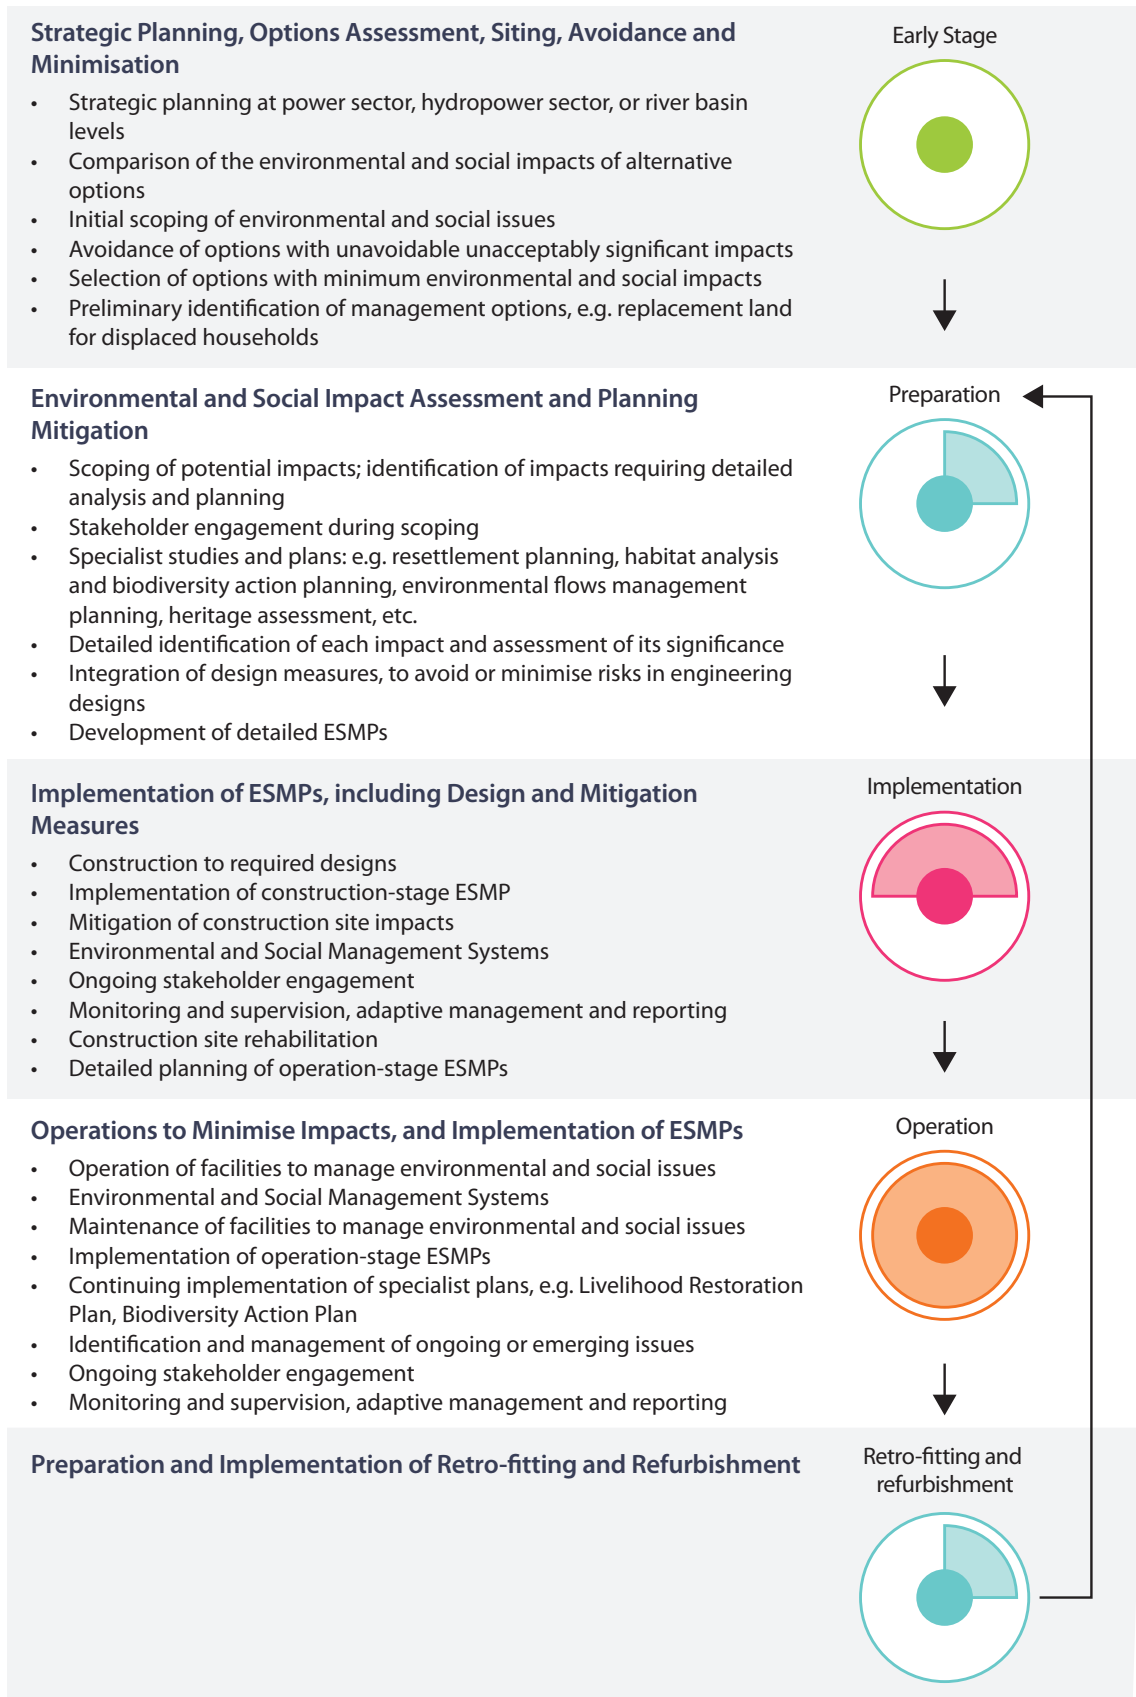 Strategic Planning, Options Assessment, Siting, Avoidance and
Minimisation
• Strategic planning at power sector, hydropower sector, or river basin
levels
• Comparison of the environmental and social impacts of alternative
options
• Initial scoping of environmental and social issues
• Avoidance of options with unavoidable unacceptably significant impacts
• Selection of options with minimum environmental and social impacts
• Preliminary identification of management options, e.g. replacement land
for displaced households
Early Stage
Environmental and Social Impact Assessment and Planning
Mitigation
• Scoping of potential impacts; identification of impacts requiring detailed
analysis and planning
• Stakeholder engagement during scoping
• Specialist studies and plans: e.g. resettlement planning, habitat analysis
and biodiversity action planning, environmental flows management
planning, heritage assessment, etc.
• Detailed identification of each impact and assessment of its significance
• Integration of design measures, to avoid or minimise risks in engineering
designs
• Development of detailed ESMPs
Preparation
Implementation of ESMPs, including Design and Mitigation
Measures
• Construction to required designs
• Implementation of construction-stage ESMP
• Mitigation of construction site impacts
• Environmental and Social Management Systems
• Ongoing stakeholder engagement
• Monitoring and supervision, adaptive management and reporting
• Construction site rehabilitation
• Detailed planning of operation-stage ESMPs
Implementation
Operations to Minimise Impacts, and Implementation of ESMPs
• Operation of facilities to manage environmental and social issues
• Environmental and Social Management Systems
• Maintenance of facilities to manage environmental and social issues
• Implementation of operation-stage ESMPs
• Continuing implementation of specialist plans, e.g. Livelihood Restoration
Plan, Biodiversity Action Plan
• Identification and management of ongoing or emerging issues
• Ongoing stakeholder engagement
• Monitoring and supervision, adaptive management and reporting
Operation
Preparation and Implementation of Retro-fitting and Refurbishment
Retro-fitting and
refurbishment